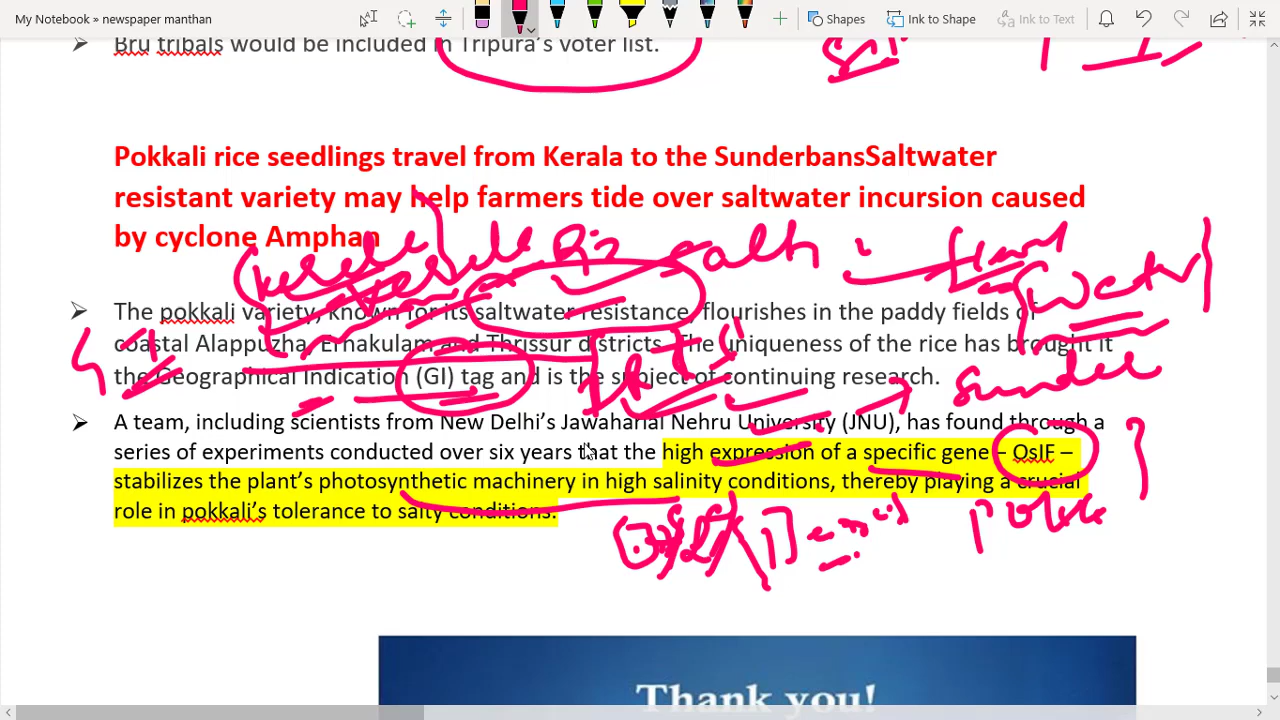 My Notebook » newspaper manthan
Shapes
Ink to Shape
Ink to Text
Bru tribals would be included in Tripura's voter list.
Pokkali rice seedlings travel from Kerala to the SunderbansSaltwater
resistant variety may help farmers tide over saltwater incursion caused
by cyclone Amphan
The pokkali variety, known for its saltwater resistance, flourishes in the paddy fields of
coastal Alappuzha, Ernakulam and Thrissur districts. The uniqueness of the rice has brought it
the Geographical Indication (GI) tag and is the subject of continuing research.
A team, including scientists from New Delhi's Jawaharlal Nehru University (JNU), has found through a
series of experiments conducted over six years that the high expression of a specific gene – OsIF –
stabilizes the plant's photosynthetic machinery in high salinity conditions, thereby playing a crucial
role in pokkali's tolerance to salty conditions.
Thank you!